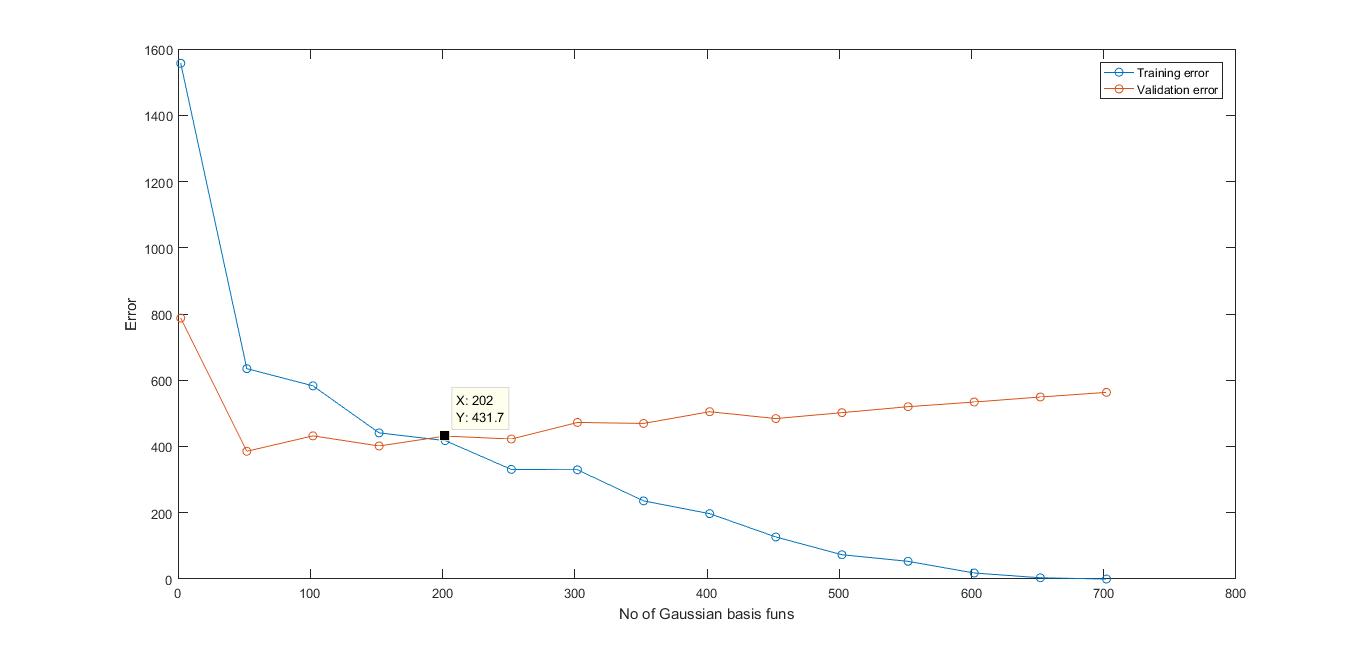 1600
1400
1200
1000
800
600
400
200
0
Error
Training error
Validation error
X: 202
Y: 431.7
0 100 200 300 400 500 600 700 800
No of Gaussian basis funs